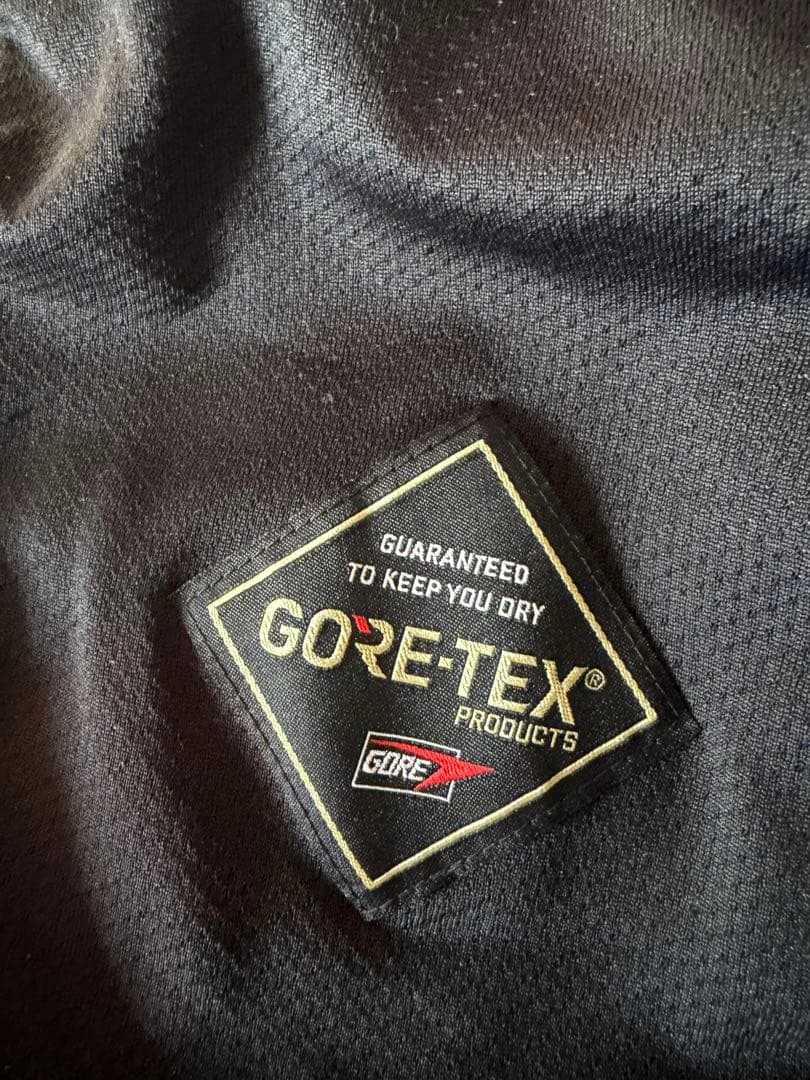 GUARANTEED
TO KEEP YOU DRY
GORE-TEX®
PRODUCTS
GORE